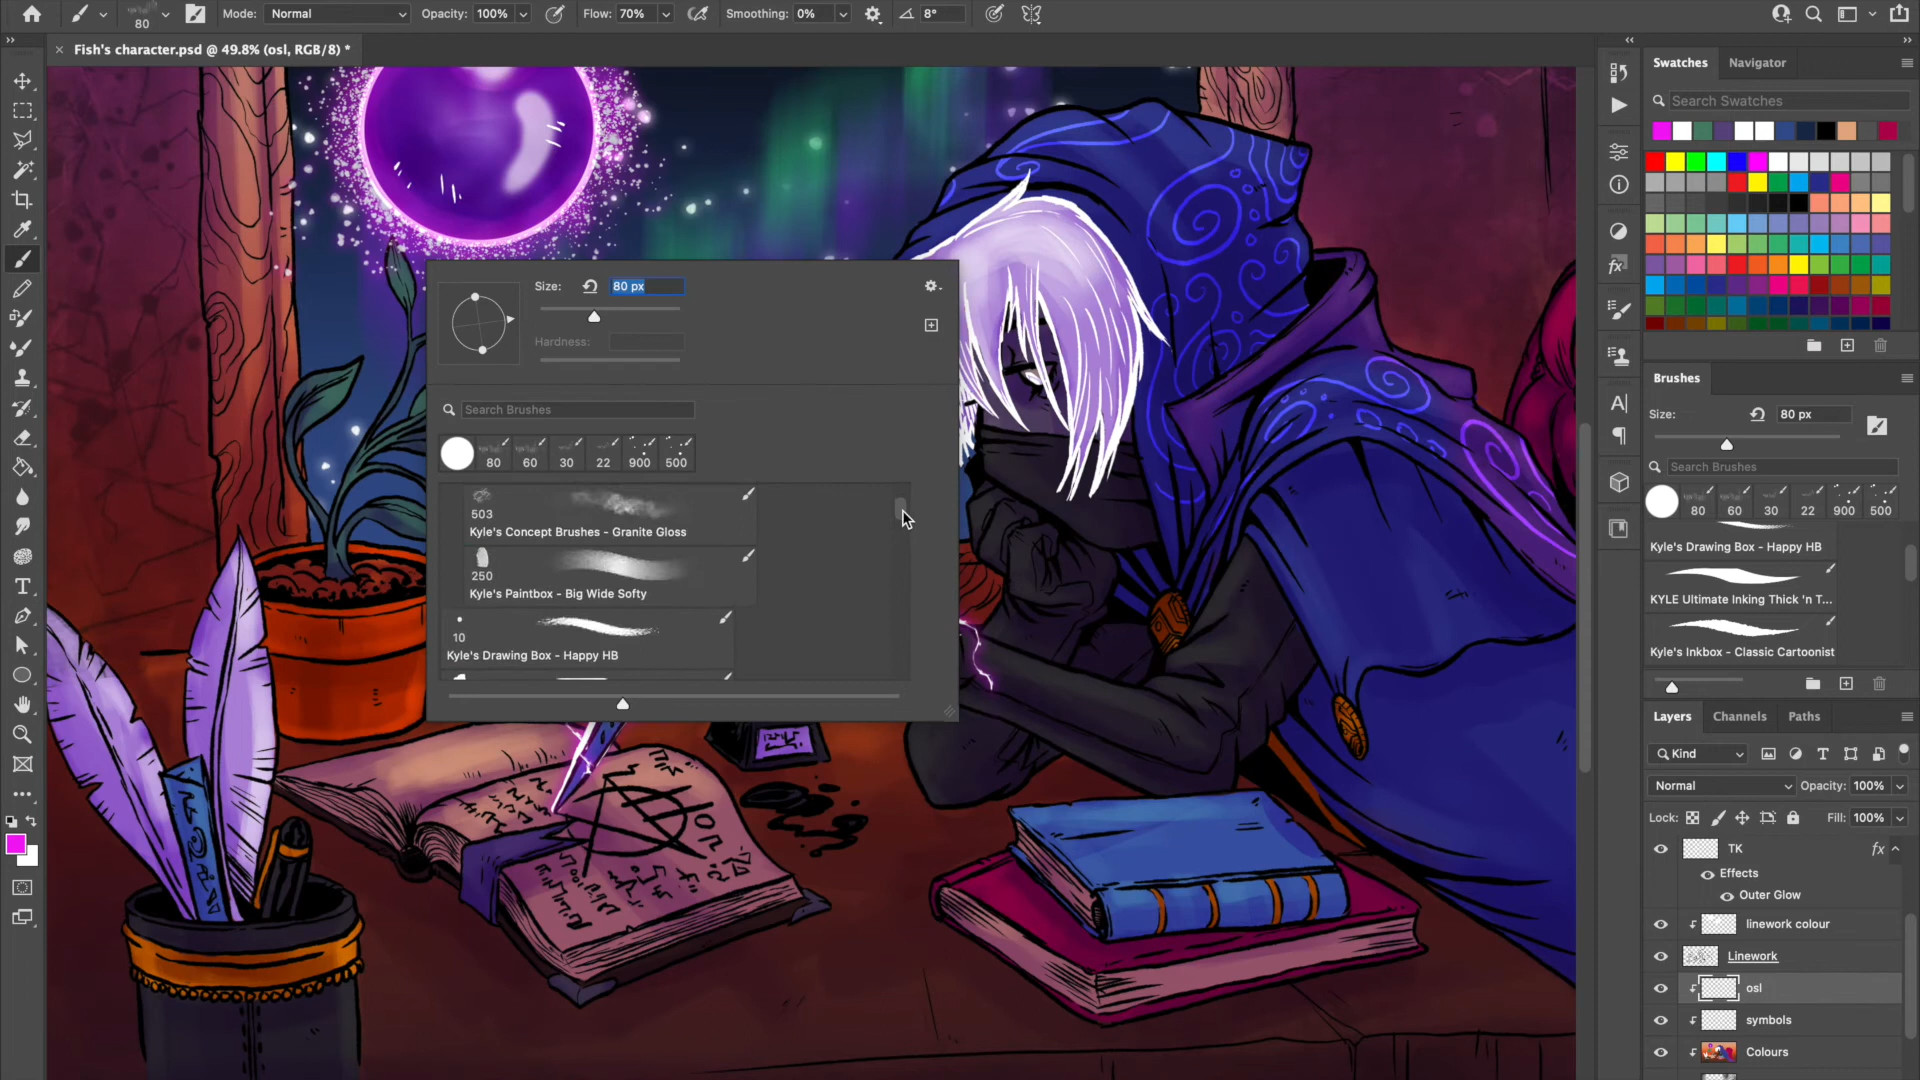 80
Mode: Normal
Opacity: 100%
Flow: 70%
Smoothing: 0%
8°
Fish's character.psd @ 49.8% (osl, RGB/8) *
Size: 80 px
Hardness:
Search Brushes
80 60 30 22 900 500
503
Kyle's Concept Brushes - Granite Gloss
250
Kyle's Paintbox - Big Wide Softy
10
Kyle's Drawing Box - Happy HB
Swatches Navigator
Search Swatches
Brushes
Size: 80 px
Search Brushes
80 60 30 22 900 500
Kyle's Drawing Box - Happy HB
KYLE Ultimate Inking Thick 'n T...
Kyle's Inkbox - Classic Cartoonist
Layers Channels Paths
Kind
Normal Opacity: 100%
Lock: Fill: 100%
TK fx
Effects
Outer Glow
linework colour
Linework
osl
symbols
Colours